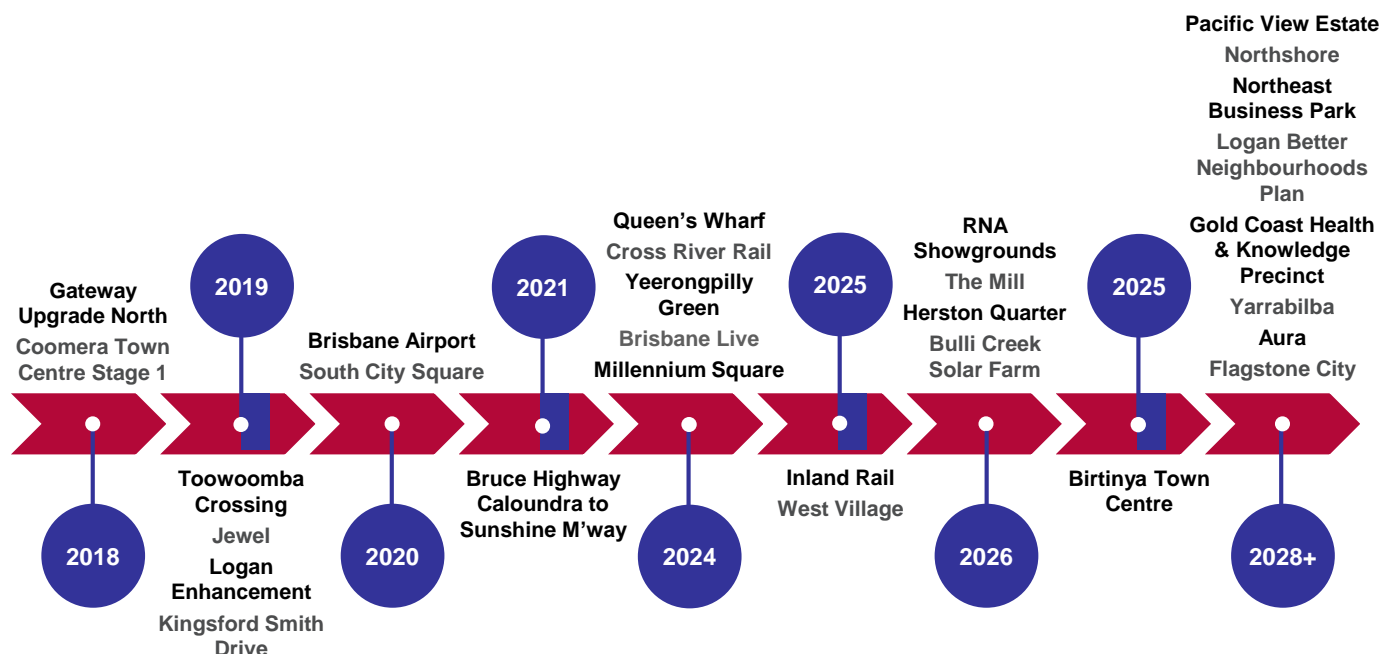 Gateway
Upgrade North
Coomera Town
Centre Stage 1
2018
2019
Toowoomba
Crossing
Jewel
Logan
Enhancement
Kingsford Smith
Drive
Brisbane Airport
South City Square
2020
2021
Bruce Highway
Caloundra to
Sunshine M’way
Queen’s Wharf
Cross River Rail
Yeerongpilly
Green
Brisbane Live
Millennium Square
2024
2025
Inland Rail
West Village
RNA
Showgrounds
The Mill
Herston Quarter
Bulli Creek
Solar Farm
2026
2025
Birtinya Town
Centre
Pacific View Estate
Northshore
Northeast
Business Park
Logan Better
Neighbourhoods
Plan
Gold Coast Health
& Knowledge
Precinct
Yarrabilba
Aura
Flagstone City
2028+